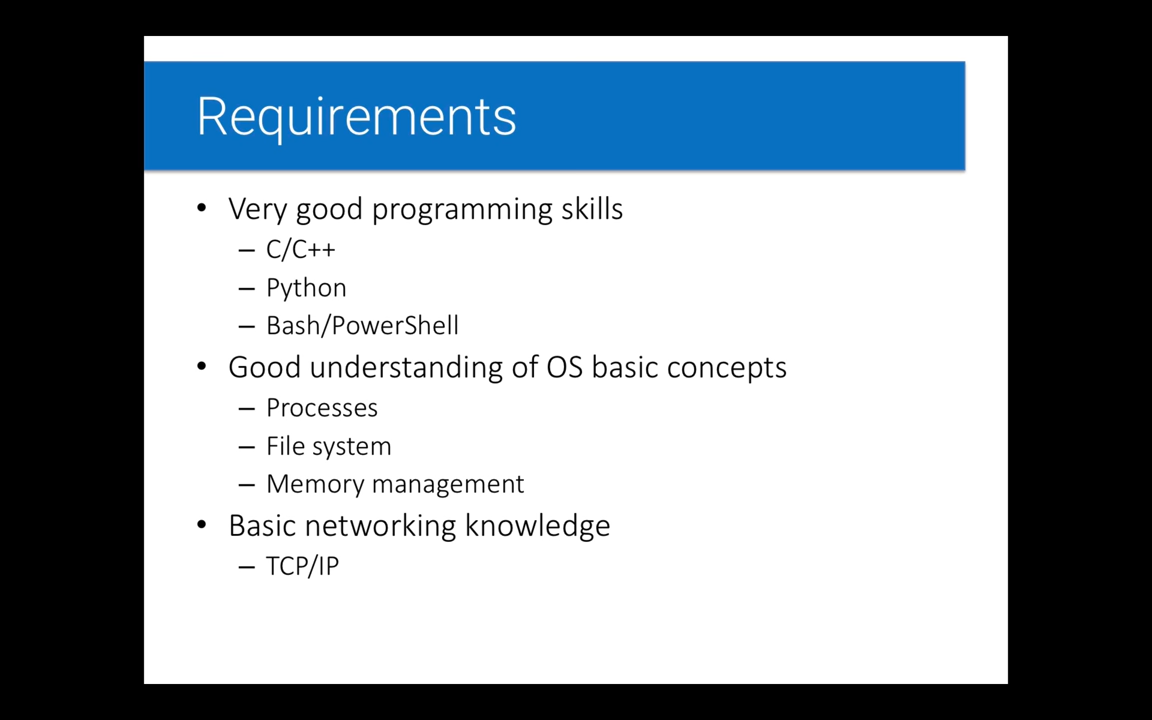 Requirements
• Very good programming skills
– C/C++
– Python
– Bash/PowerShell
• Good understanding of OS basic concepts
– Processes
– File system
– Memory management
• Basic networking knowledge
– TCP/IP